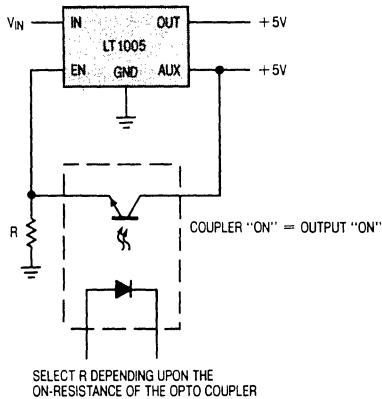 VIN IN OUT +5V
LT1005
EN GND AUX +5V
R
COUPLER "ON" = OUTPUT "ON"
SELECT R DEPENDING UPON THE
ON-RESISTANCE OF THE OPTO COUPLER